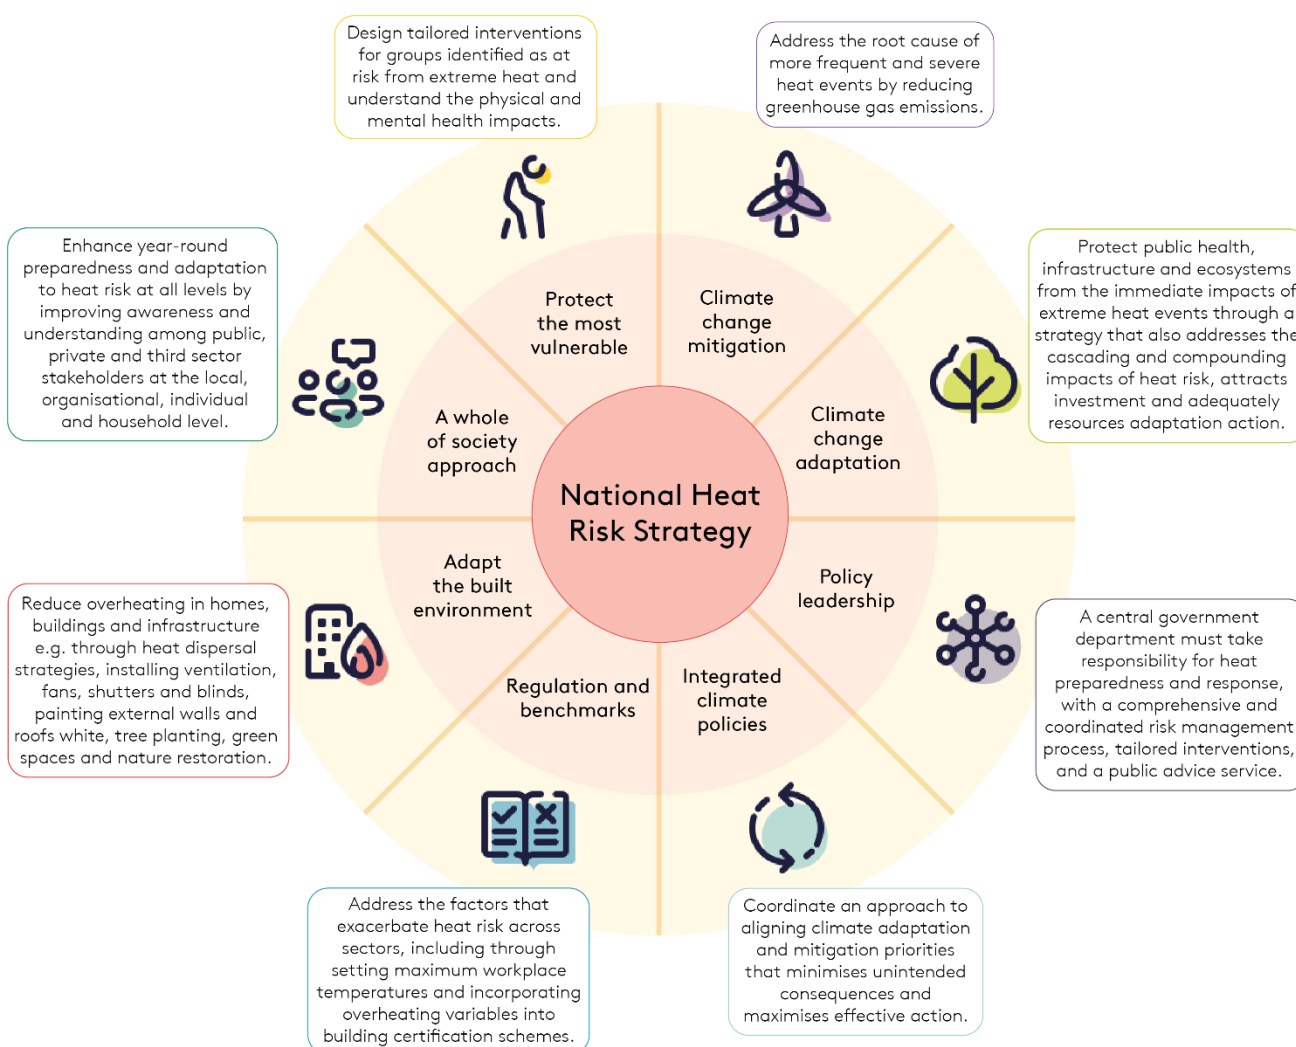 Design tailored interventions
for groups identified as at
risk from extreme heat and
understand the physical and
mental health impacts.
Address the root cause of
more frequent and severe
heat events by reducing
greenhouse gas emissions.
Enhance year-round
preparedness and adaptation
to heat risk at all levels by
improving awareness and
understanding among public,
private and third sector
stakeholders at the local,
organisational, individual
and household level.
Protect public health,
infrastructure and ecosystems
from the immediate impacts of
extreme heat events through a
strategy that also addresses the
cascading and compounding
impacts of heat risk, attracts
investment and adequately
resources adaptation action.
Protect
the most
vulnerable
Climate
change
mitigation
A whole
of society
approach
Climate
change
adaptation
National Heat
Risk Strategy
Adapt
the built
environment
Policy
leadership
Regulation and
benchmarks
Integrated
climate
policies
Reduce overheating in homes,
buildings and infrastructure
e.g. through heat dispersal
strategies, installing ventilation,
fans, shutters and blinds,
painting external walls and
roofs white, tree planting, green
spaces and nature restoration.
A central government
department must take
responsibility for heat
preparedness and response,
with a comprehensive and
coordinated risk management
process, tailored interventions,
and a public advice service.
Address the factors that
exacerbate heat risk across
sectors, including through
setting maximum workplace
temperatures and incorporating
overheating variables into
building certification schemes.
Coordinate an approach to
aligning climate adaptation
and mitigation priorities
that minimises unintended
consequences and
maximises effective action.